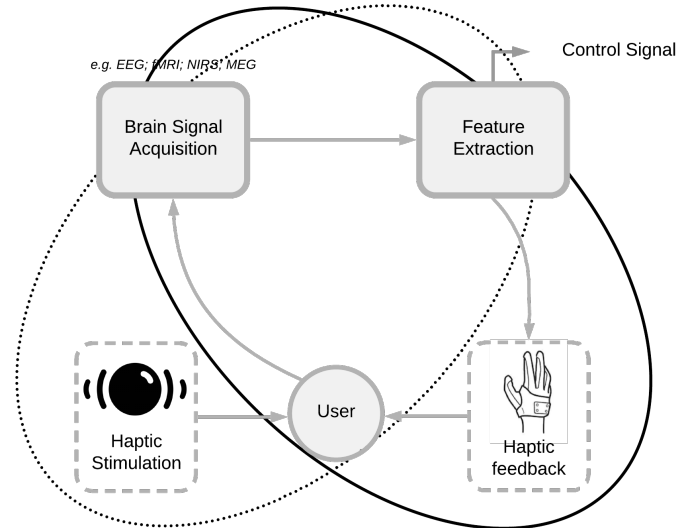 e.g. EEG; fMRI; NIRS; MEG
Control Signal
Brain Signal
Acquisition
Feature
Extraction
User
Haptic
Stimulation
Haptic
feedback